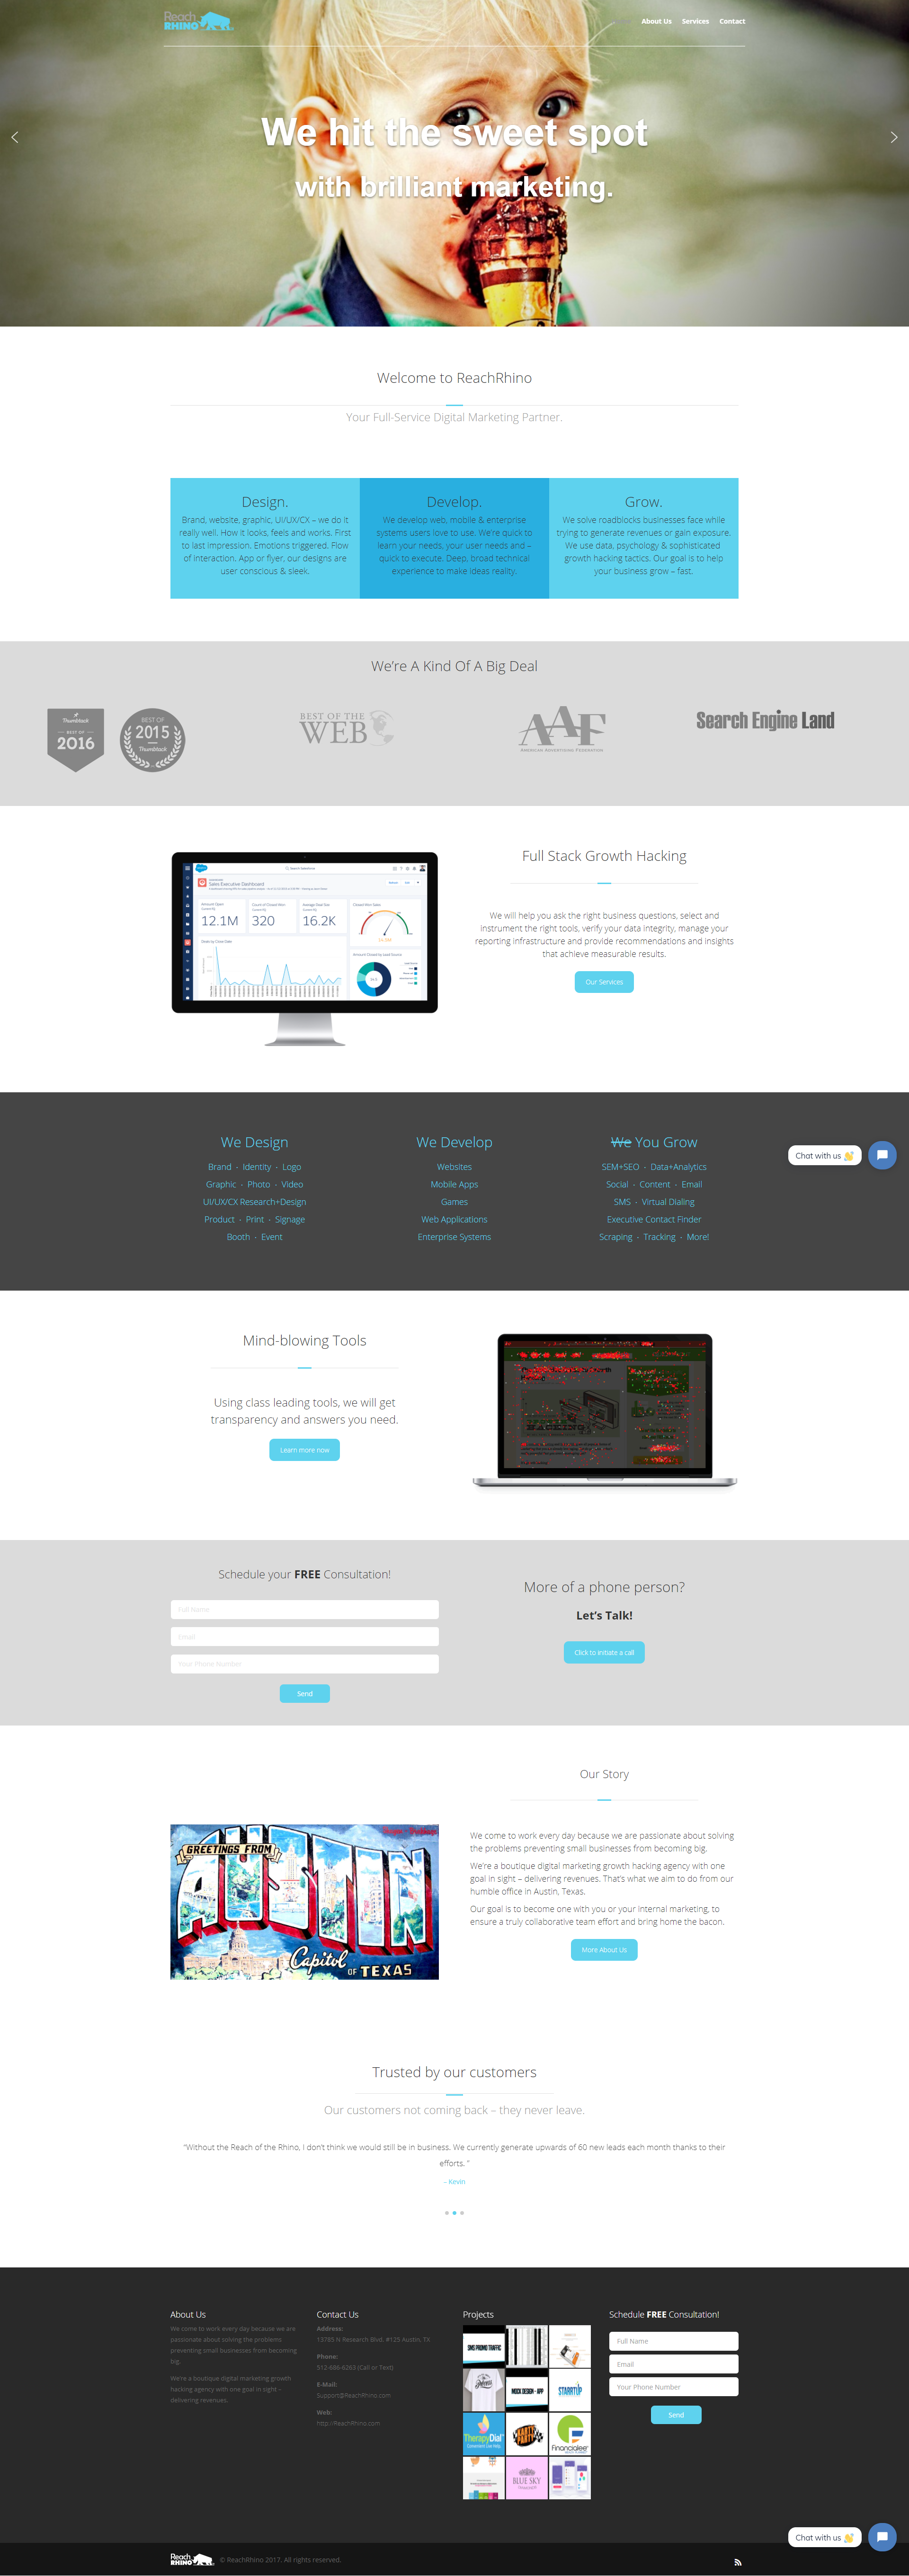 Reach
RHINO
About Us Services Contact
We hit the sweet spot
with brilliant marketing.
Welcome to ReachRhino
Your Full-Service Digital Marketing Partner.
Design.
Brand, website, graphic, UI/UX/CX – we do it
really well. How it looks, feels and works. First
to last impression. Emotions triggered. Flow
of interaction. App or flyer, our designs are
user conscious & sleek.
Develop.
We develop web, mobile & enterprise
systems users love to use. We're quick to
learn your needs, your user needs and –
quick to execute. Deep, broad technical
experience to make ideas reality.
Grow.
We solve roadblocks businesses face while
trying to generate revenues or gain exposure.
We use data, psychology & sophisticated
growth hacking tactics. Our goal is to help
your business grow – fast.
We're A Kind Of A Big Deal
Thumbtack
BEST OF
2016
BEST OF
2015
Thumbtack
BEST OF THE
WEB
AAF
AMERICAN ADVERTISING FEDERATION
Search Engine Land
Sales Executive Dashboard
12.1M 320 16.2K
Full Stack Growth Hacking
We will help you ask the right business questions, select and
instrument the right tools, verify your data integrity, manage your
reporting infrastructure and provide recommendations and insights
that achieve measurable results.
Our Services
We Design
Brand · Identity · Logo
Graphic · Photo · Video
UI/UX/CX Research+Design
Product · Print · Signage
Booth · Event
We Develop
Websites
Mobile Apps
Games
Web Applications
Enterprise Systems
We You Grow
SEM+SEO · Data+Analytics
Social · Content · Email
SMS · Virtual Dialing
Executive Contact Finder
Scraping · Tracking · More!
Chat with us 👋
Mind-blowing Tools
Using class leading tools, we will get
transparency and answers you need.
Learn more now
Schedule your FREE Consultation!
Full Name
Email
Your Phone Number
Send
More of a phone person?
Let's Talk!
Click to initiate a call
GREETINGS FROM
AUSTIN
Capitol OF TEXAS
Our Story
We come to work every day because we are passionate about solving
the problems preventing small businesses from becoming big.
We're a boutique digital marketing growth hacking agency with one
goal in sight – delivering revenues. That's what we aim to do from our
humble office in Austin, Texas.
Our goal is to become one with you or your internal marketing, to
ensure a truly collaborative team effort and bring home the bacon.
More About Us
Trusted by our customers
Our customers not coming back – they never leave.
"Without the Reach of the Rhino, I don't think we would still be in business. We currently generate upwards of 60 new leads each month thanks to their
efforts. "
– Kevin
About Us
We come to work every day because we are
passionate about solving the problems
preventing small businesses from becoming
big.
We're a boutique digital marketing growth
hacking agency with one goal in sight –
delivering revenues.
Contact Us
Address:
13785 N Research Blvd. #125 Austin, TX
Phone:
512-686-6263 (Call or Text)
E-Mail:
Support@ReachRhino.com
Web:
http://ReachRhino.com
Projects
SMS PROMO TRAFFIC
MOCK DESIGN - APP
STARTUP
TherapyDial
KARTZ PARTY
Financialee
BLUE SKY
Schedule FREE Consultation!
Full Name
Email
Your Phone Number
Send
Chat with us 👋
Reach
RHINO
© ReachRhino 2017. All rights reserved.